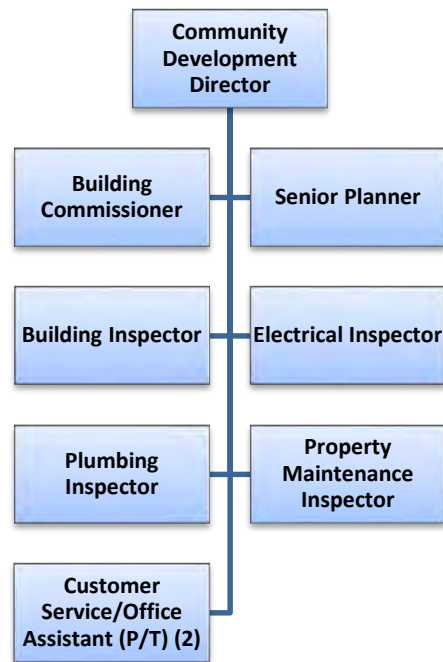 Community
Development
Director
Building
Commissioner
Senior Planner
Building Inspector
Electrical Inspector
Plumbing
Inspector
Property
Maintenance
Inspector
Customer
Service/Office
Assistant (P/T) (2)